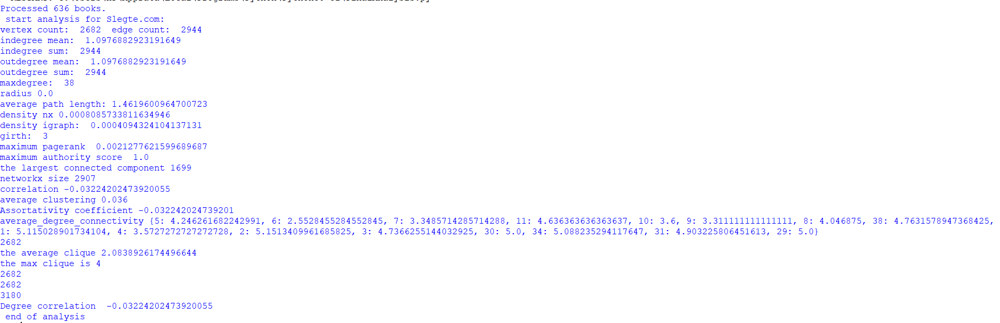 Processed 636 books.
start analysis for Slegte.com:
vertex count:  2682  edge count:  2944
indegree mean:  1.0976882923191649
indegree sum:  2944
outdegree mean:  1.0976882923191649
outdegree sum:  2944
maxdegree:  38
radius 0.0
average path length: 1.4619600964700723
density nx 0.0008085733811634946
density igraph:  0.0004094324104137131
girth:  3
maximum pagerank  0.0021277621599689687
maximum authority score  1.0
the largest connected component 1699
networkx size 2907
correlation -0.03224202473920055
average clustering 0.036
Assortativity coefficient -0.032242024739201
average_degree_connectivity {5: 4.246261682242991, 6: 2.5528455284552845, 7: 3.3485714285714288, 11: 4.636363636363637, 10: 3.6, 9: 3.311111111111111, 8: 4.046875, 38: 4.7631578947368425,
1: 5.115028901734104, 4: 3.5727272727272728, 2: 5.1513409961685825, 3: 4.7366255144032925, 30: 5.0, 34: 5.088235294117647, 31: 4.903225806451613, 29: 5.0}
2682
the average clique 2.0838926174496644
the max clique is 4
2682
2682
3180
Degree correlation  -0.03224202473920055
end of analysis